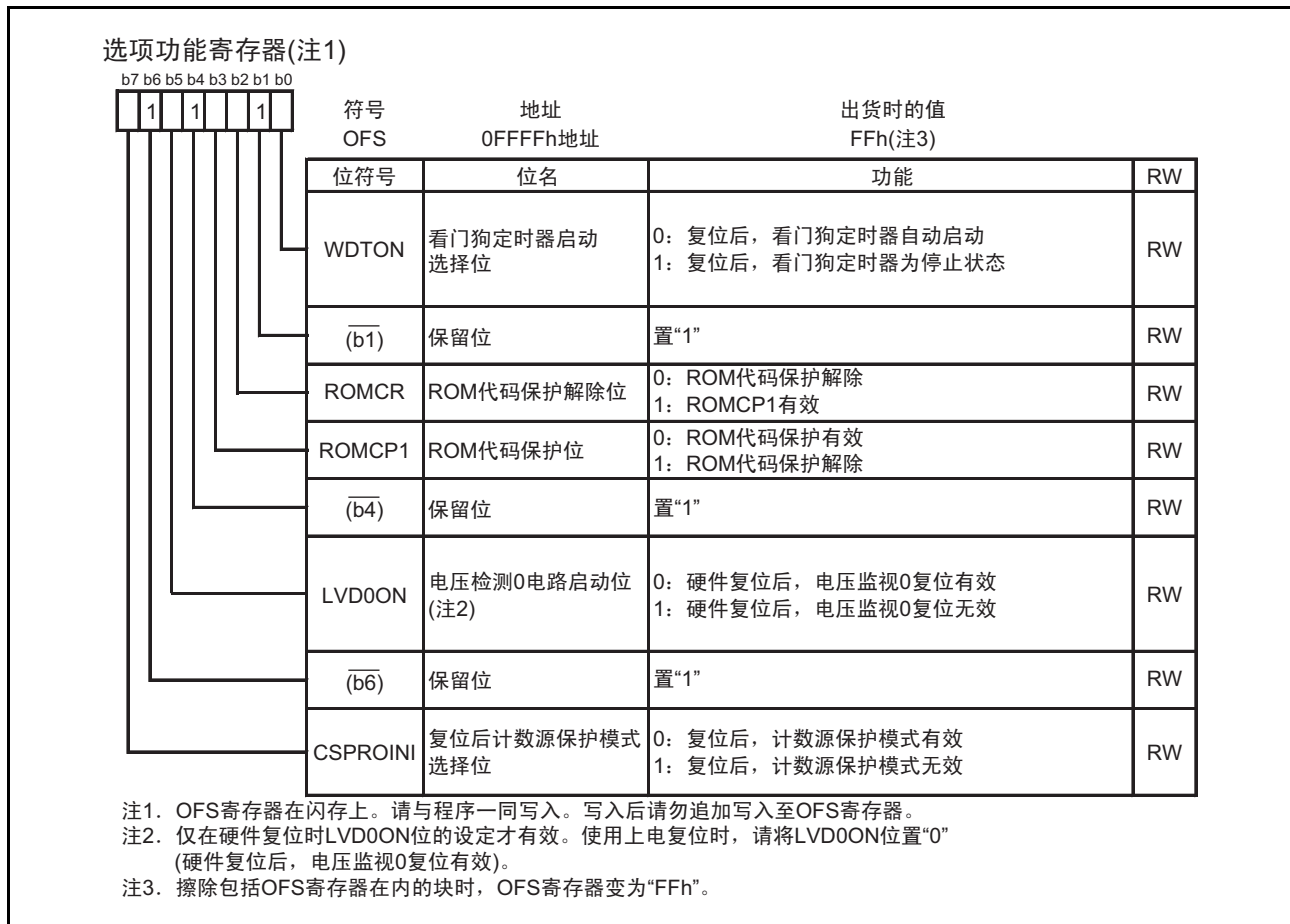 选项功能寄存器(注1)
b7 b6 b5 b4 b3 b2 b1 b0
1 1 1
符号 地址 出货时的值
OFS 0FFFFh地址 FFh(注3)
位符号 位名 功能 RW
WDTON 看门狗定时器启动 选择位 0：复位后，看门狗定时器自动启动 RW
1：复位后，看门狗定时器为停止状态
(b1) 保留位 置“1” RW
ROMCR ROM代码保护解除位 0：ROM代码保护解除 RW
1：ROMCP1有效
ROMCP1 ROM代码保护位 0：ROM代码保护有效 RW
1：ROM代码保护解除
(b4) 保留位 置“1” RW
LVD0ON 电压检测0电路启动位 (注2) 0：硬件复位后，电压监视0复位有效 RW
1：硬件复位后，电压监视0复位无效
(b6) 保留位 置“1” RW
CSPROINI 复位后计数源保护模式 选择位 0：复位后，计数源保护模式有效 RW
1：复位后，计数源保护模式无效
注1．OFS寄存器在闪存上。请与程序一同写入。写入后请勿追加写入至OFS寄存器。
注2．仅在硬件复位时LVD0ON位的设定才有效。使用上电复位时，请将LVD0ON位置“0”
(硬件复位后，电压监视0复位有效)。
注3．擦除包括OFS寄存器在内的块时，OFS寄存器变为“FFh”。